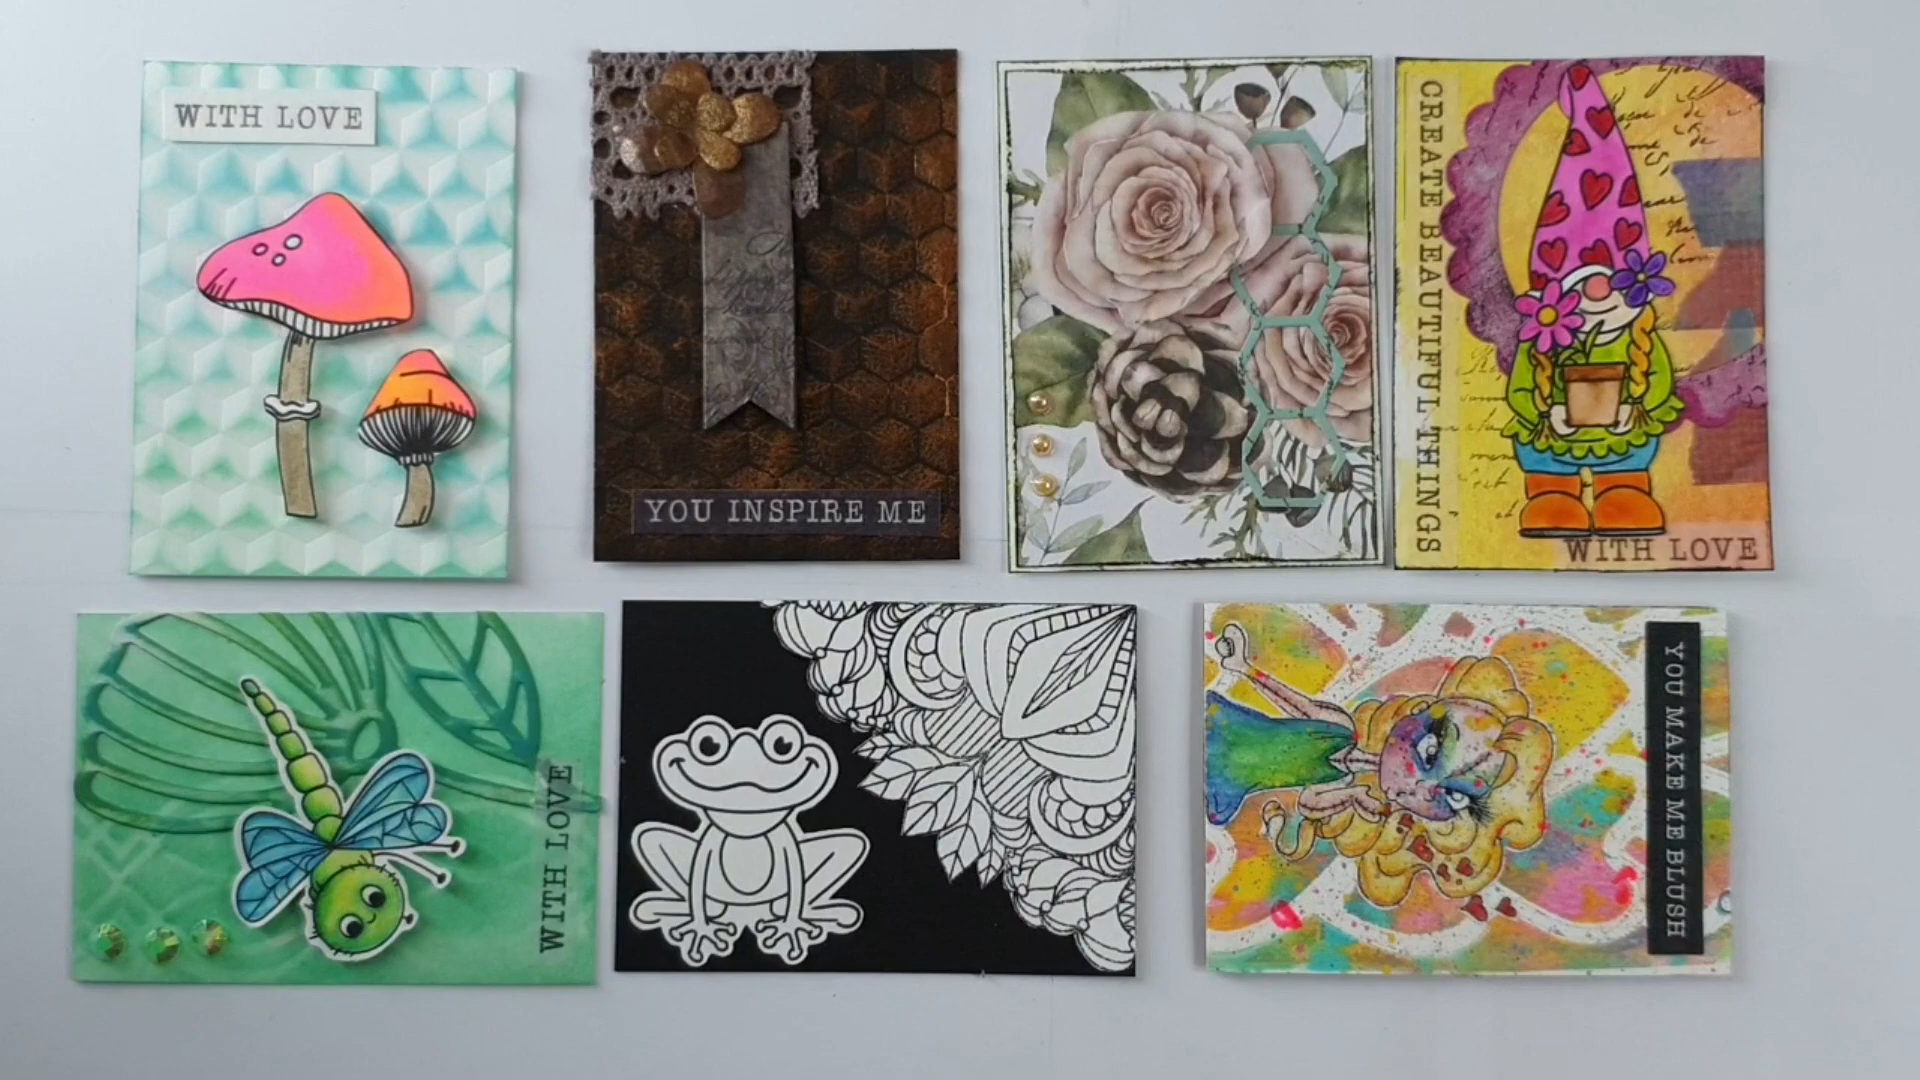 WITH LOVE
YOU INSPIRE ME
CREATE BEAUTIFUL THINGS
WITH LOVE
WITH LOVE
YOU MAKE ME BLUSH